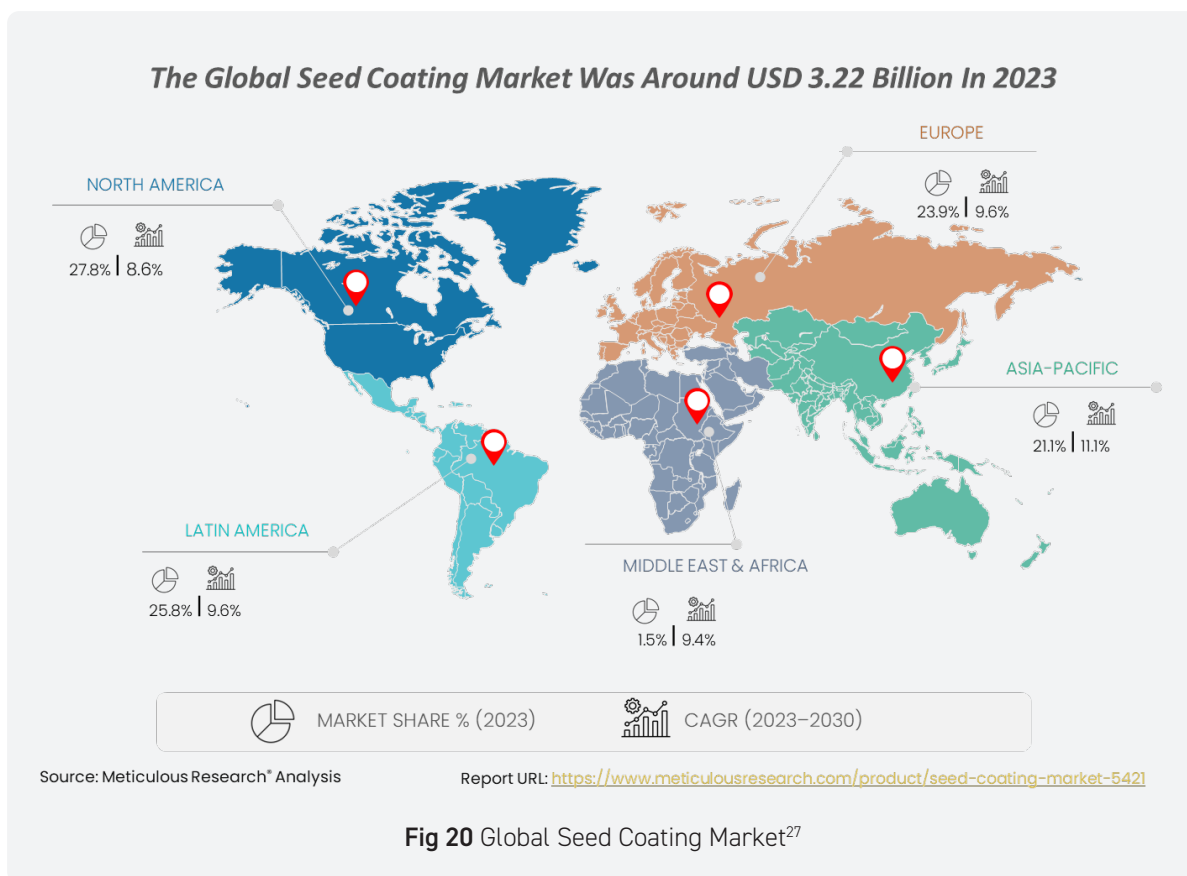 The Global Seed Coating Market Was Around USD 3.22 Billion In 2023
EUROPE
23.9% | 9.6%
NORTH AMERICA
27.8% | 8.6%
ASIA-PACIFIC
21.1% | 11.1%
LATIN AMERICA
25.8% | 9.6%
MIDDLE EAST & AFRICA
1.5% | 9.4%
MARKET SHARE % (2023)
CAGR (2023–2030)
Source: Meticulous Research® Analysis
Report URL: https://www.meticulousresearch.com/product/seed-coating-market-5421
Fig 20 Global Seed Coating Market27